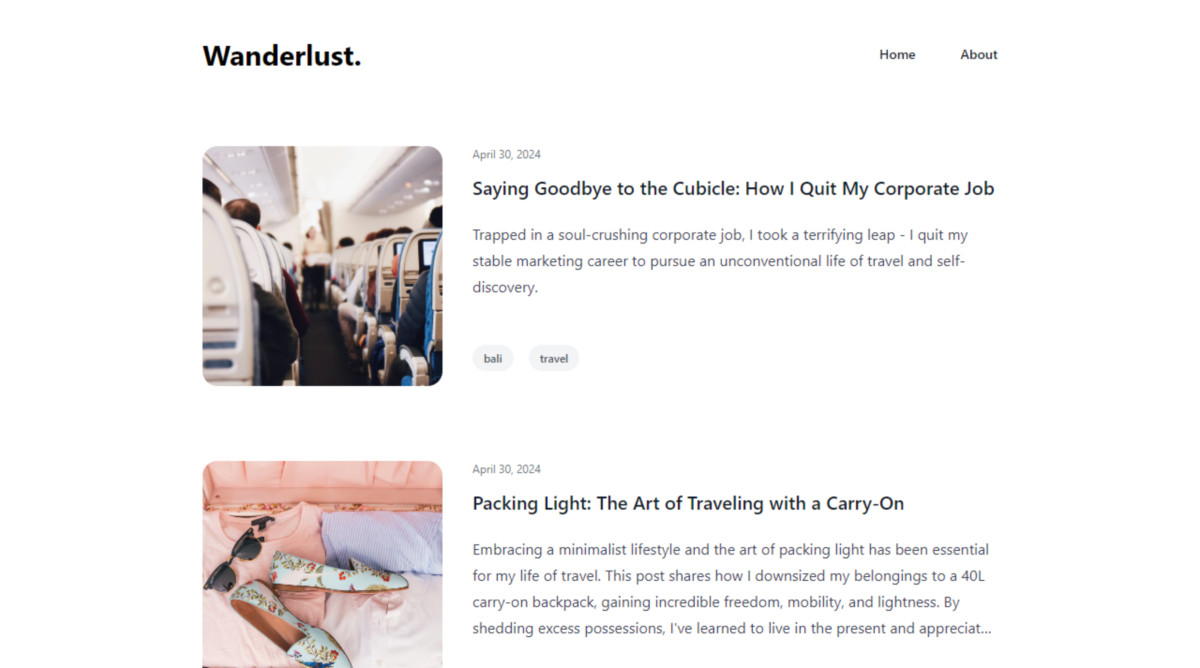 Wanderlust.
Home
About
April 30, 2024
Saying Goodbye to the Cubicle: How I Quit My Corporate Job
Trapped in a soul-crushing corporate job, I took a terrifying leap - I quit my
stable marketing career to pursue an unconventional life of travel and self-
discovery.
bali
travel
April 30, 2024
Packing Light: The Art of Traveling with a Carry-On
Embracing a minimalist lifestyle and the art of packing light has been essential
for my life of travel. This post shares how I downsized my belongings to a 40L
carry-on backpack, gaining incredible freedom, mobility, and lightness. By
shedding excess possessions, I've learned to live in the present and appreciat...